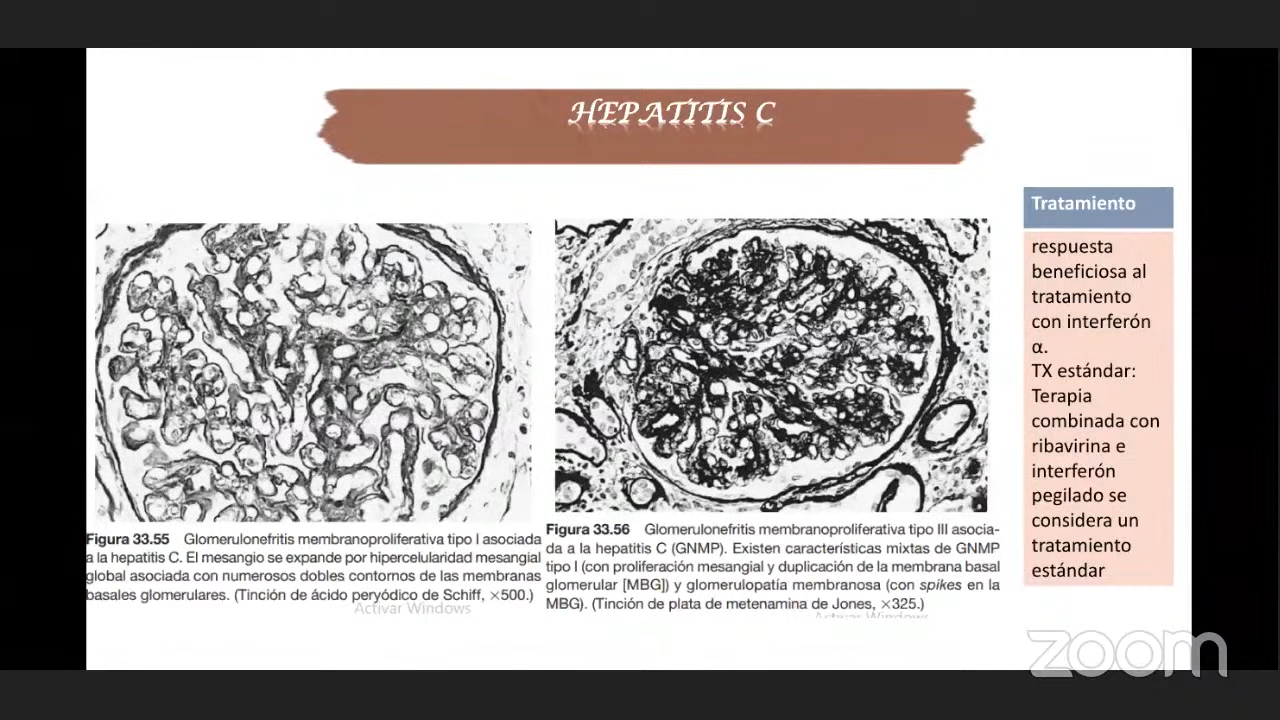 HEPATITIS C
Figura 33.55 Glomerulonefritis membranoproliferativa tipo I asociada
a la hepatitis C. El mesangio se expande por hipercelularidad mesangial
global asociada con numerosos dobles contornos de las membranas
basales glomerulares. (Tinción de ácido peryódico de Schiff, ×500.)
Activar Windows
Figura 33.56 Glomerulonefritis membranoproliferativa tipo III asocia-
da a la hepatitis C (GNMP). Existen características mixtas de GNMP
tipo I (con proliferación mesangial y duplicación de la membrana basal
glomerular [MBG]) y glomerulopatía membranosa (con spikes en la
MBG). (Tinción de plata de metenamina de Jones, ×325.)
Activar Windows
Tratamiento
respuesta
beneficiosa al
tratamiento
con interferón
α.
TX estándar:
Terapia
combinada con
ribavirina e
interferón
pegilado se
considera un
tratamiento
estándar
zoom